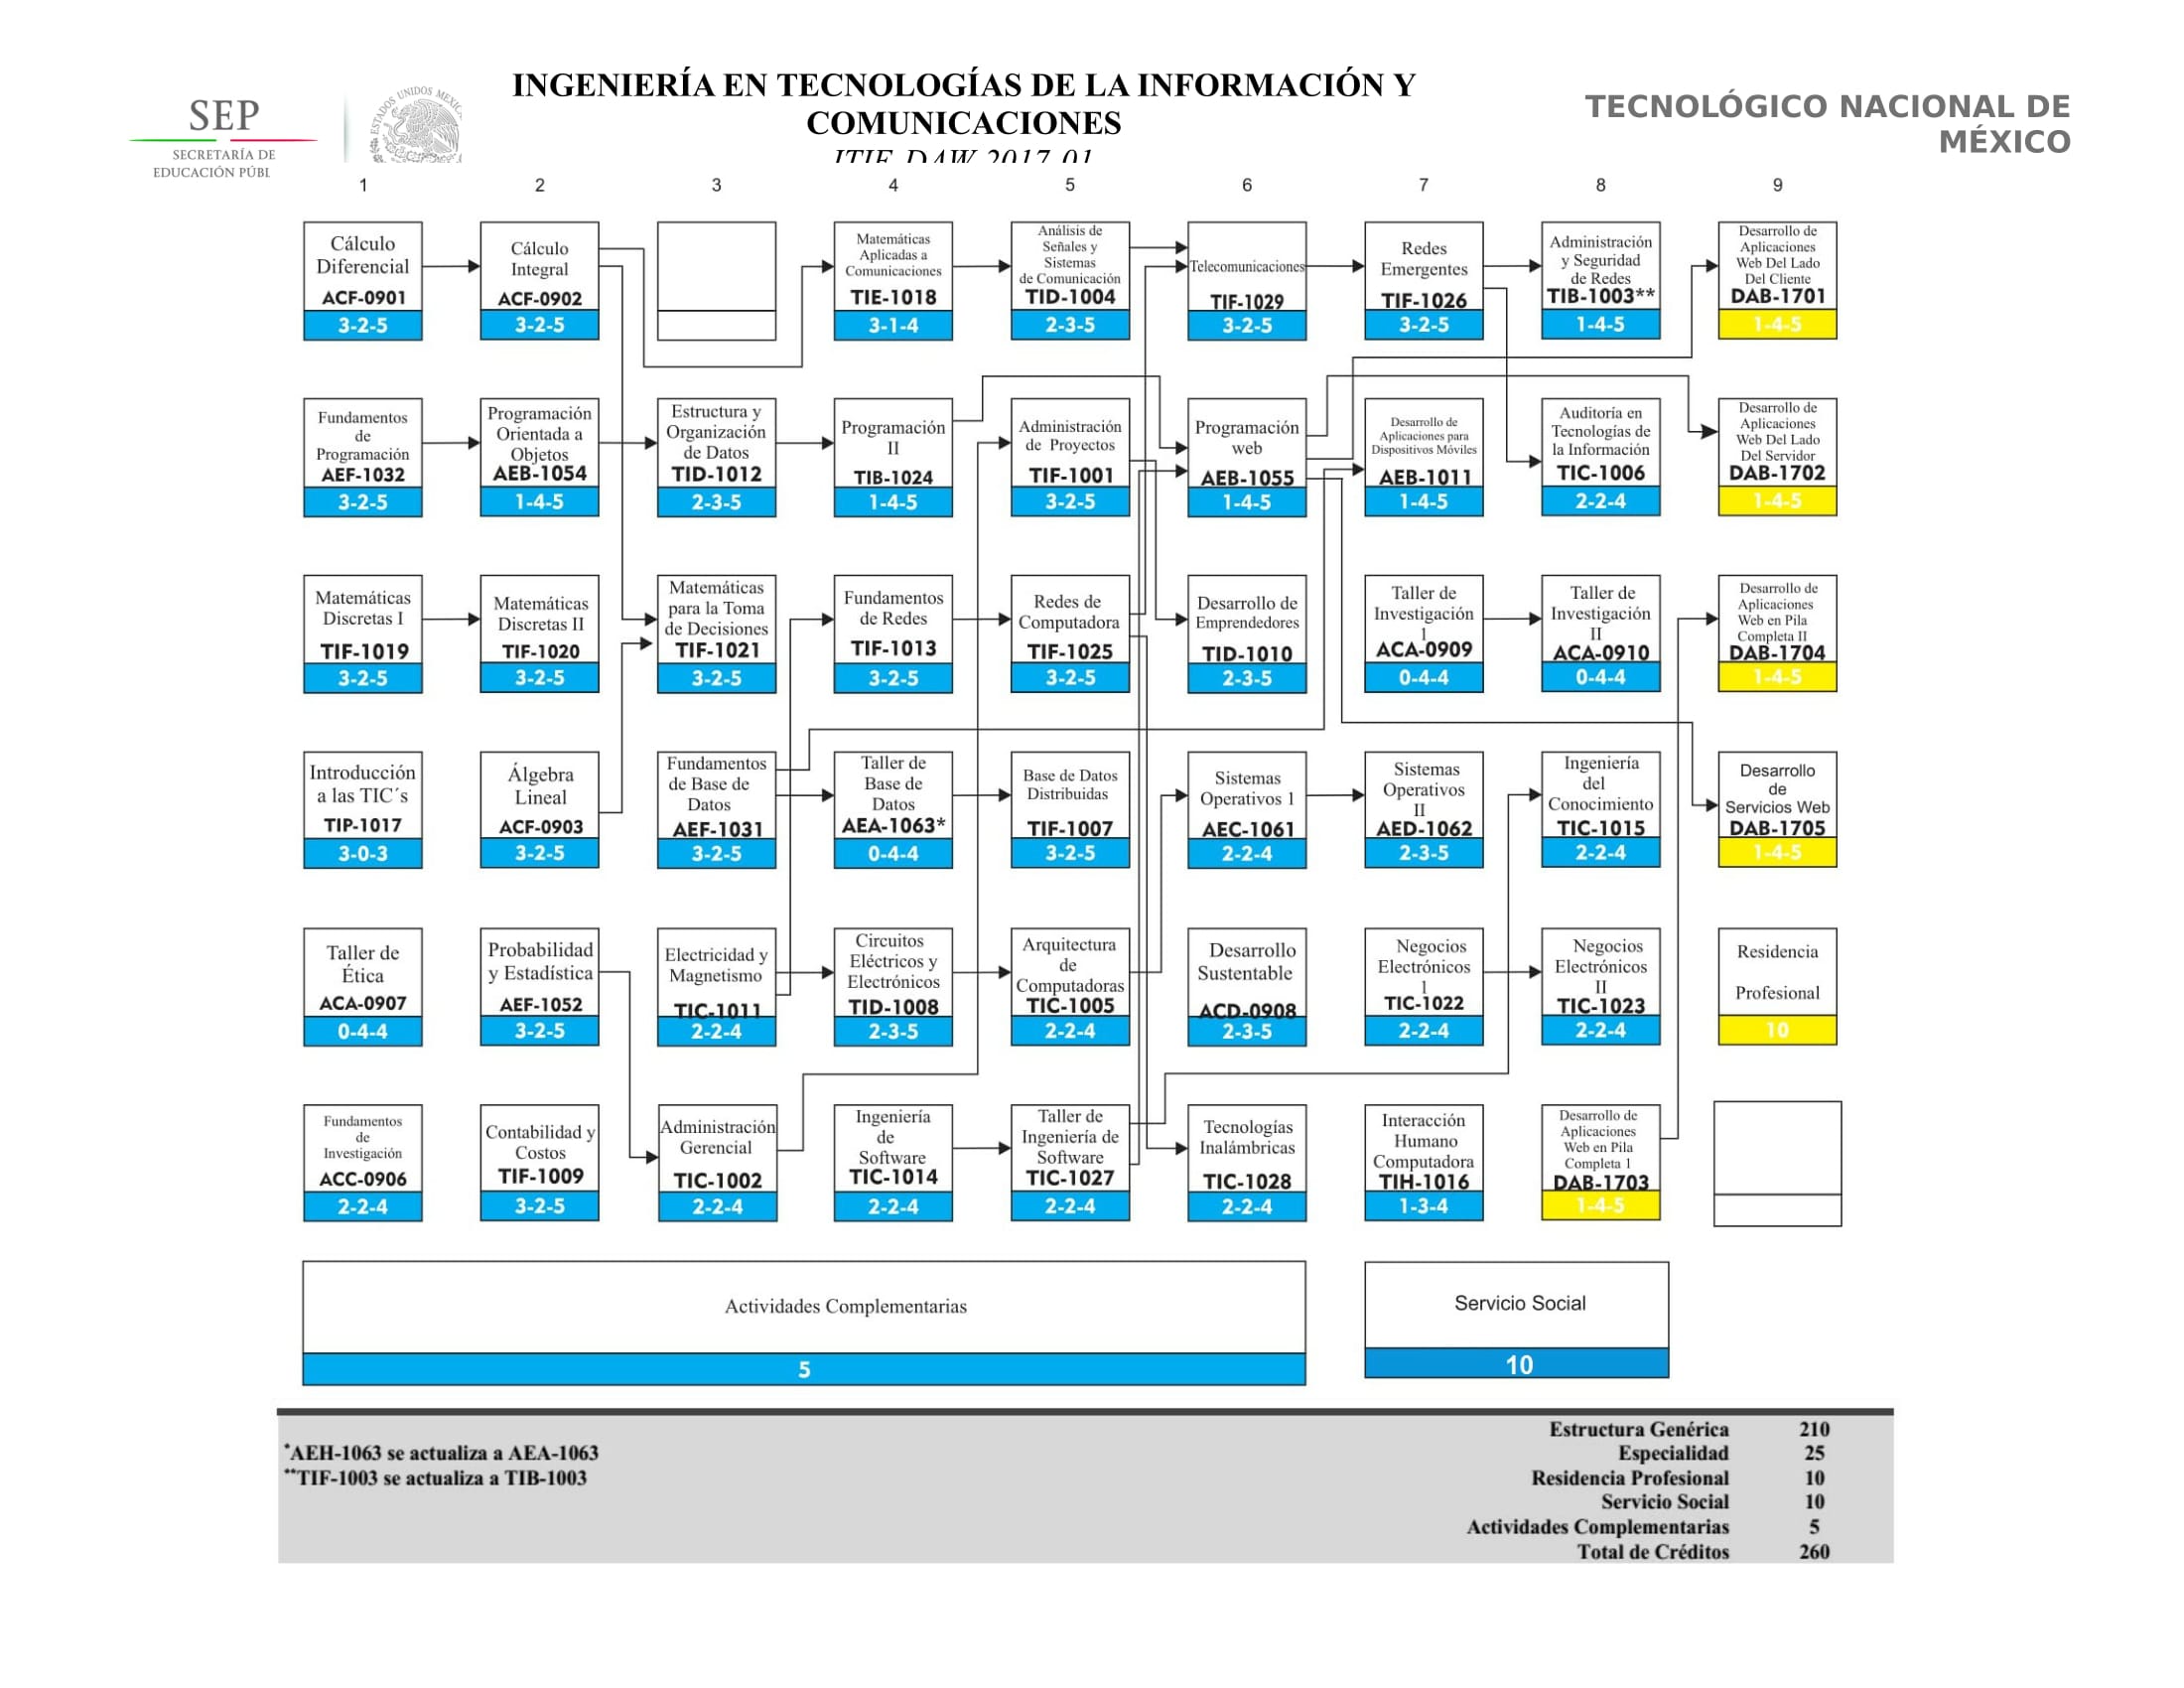 SEP
SECRETARÍA DE
EDUCACIÓN PÚBL
ESTADOS UNIDOS MEXIC
INGENIERÍA EN TECNOLOGÍAS DE LA INFORMACIÓN Y
COMUNICACIONES
ITIE-DAW-2017-01
TECNOLÓGICO NACIONAL DE
MÉXICO
1 2 3 4 5 6 7 8 9
Cálculo
Diferencial
ACF-0901
3-2-5
Cálculo
Integral
ACF-0902
3-2-5
Matemáticas
Aplicadas a
Comunicaciones
TIE-1018
3-1-4
Análisis de
Señales y
Sistemas
de Comunicación
TID-1004
2-3-5
Telecomunicaciones
TIF-1029
3-2-5
Redes
Emergentes
TIF-1026
3-2-5
Administración
y Seguridad
de Redes
TIB-1003**
1-4-5
Desarrollo de
Aplicaciones
Web Del Lado
Del Cliente
DAB-1701
1-4-5
Fundamentos
de
Programación
AEF-1032
3-2-5
Programación
Orientada a
Objetos
AEB-1054
1-4-5
Estructura y
Organización
de Datos
TID-1012
2-3-5
Programación
II
TIB-1024
1-4-5
Administración
de Proyectos
TIF-1001
3-2-5
Programación
web
AEB-1055
1-4-5
Desarrollo de
Aplicaciones para
Dispositivos Móviles
AEB-1011
1-4-5
Auditoría en
Tecnologías de
la Información
TIC-1006
2-2-4
Desarrollo de
Aplicaciones
Web Del Lado
Del Servidor
DAB-1702
1-4-5
Matemáticas
Discretas I
TIF-1019
3-2-5
Matemáticas
Discretas II
TIF-1020
3-2-5
Matemáticas
para la Toma
de Decisiones
TIF-1021
3-2-5
Fundamentos
de Redes
TIF-1013
3-2-5
Redes de
Computadora
TIF-1025
3-2-5
Desarrollo de
Emprendedores
TID-1010
2-3-5
Taller de
Investigación
1
ACA-0909
0-4-4
Taller de
Investigación
II
ACA-0910
0-4-4
Desarrollo de
Aplicaciones
Web en Pila
Completa II
DAB-1704
1-4-5
Introducción
a las TIC´s
TIP-1017
3-0-3
Álgebra
Lineal
ACF-0903
3-2-5
Fundamentos
de Base de
Datos
AEF-1031
3-2-5
Taller de
Base de
Datos
AEA-1063*
0-4-4
Base de Datos
Distribuidas
TIF-1007
3-2-5
Sistemas
Operativos 1
AEC-1061
2-2-4
Sistemas
Operativos
II
AED-1062
2-3-5
Ingeniería
del
Conocimiento
TIC-1015
2-2-4
Desarrollo
de
Servicios Web
DAB-1705
1-4-5
Taller de
Ética
ACA-0907
0-4-4
Probabilidad
y Estadística
AEF-1052
3-2-5
Electricidad y
Magnetismo
TIC-1011
2-2-4
Circuitos
Eléctricos y
Electrónicos
TID-1008
2-3-5
Arquitectura
de
Computadoras
TIC-1005
2-2-4
Desarrollo
Sustentable
ACD-0908
2-3-5
Negocios
Electrónicos
1
TIC-1022
2-2-4
Negocios
Electrónicos
II
TIC-1023
2-2-4
Residencia
Profesional
10
Fundamentos
de
Investigación
ACC-0906
2-2-4
Contabilidad y
Costos
TIF-1009
3-2-5
Administración
Gerencial
TIC-1002
2-2-4
Ingeniería
de
Software
TIC-1014
2-2-4
Taller de
Ingeniería de
Software
TIC-1027
2-2-4
Tecnologías
Inalámbricas
TIC-1028
2-2-4
Interacción
Humano
Computadora
TIH-1016
1-3-4
Desarrollo de
Aplicaciones
Web en Pila
Completa 1
DAB-1703
1-4-5
Actividades Complementarias
5
Servicio Social
10
*AEH-1063 se actualiza a AEA-1063
**TIF-1003 se actualiza a TIB-1003
Estructura Genérica 210
Especialidad 25
Residencia Profesional 10
Servicio Social 10
Actividades Complementarias 5
Total de Créditos 260